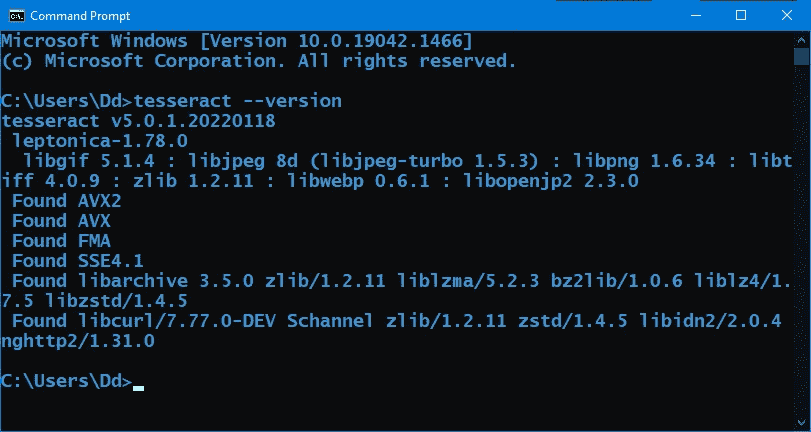 Command Prompt
Microsoft Windows [Version 10.0.19042.1466]
(c) Microsoft Corporation. All rights reserved.
C:\Users\Dd>tesseract --version
tesseract v5.0.1.20220118
 leptonica-1.78.0
  libgif 5.1.4 : libjpeg 8d (libjpeg-turbo 1.5.3) : libpng 1.6.34 : libt
iff 4.0.9 : zlib 1.2.11 : libwebp 0.6.1 : libopenjp2 2.3.0
 Found AVX2
 Found AVX
 Found FMA
 Found SSE4.1
 Found libarchive 3.5.0 zlib/1.2.11 liblzma/5.2.3 bz2lib/1.0.6 liblz4/1.
7.5 libzstd/1.4.5
 Found libcurl/7.77.0-DEV Schannel zlib/1.2.11 zstd/1.4.5 libidn2/2.0.4
nghttp2/1.31.0
C:\Users\Dd>